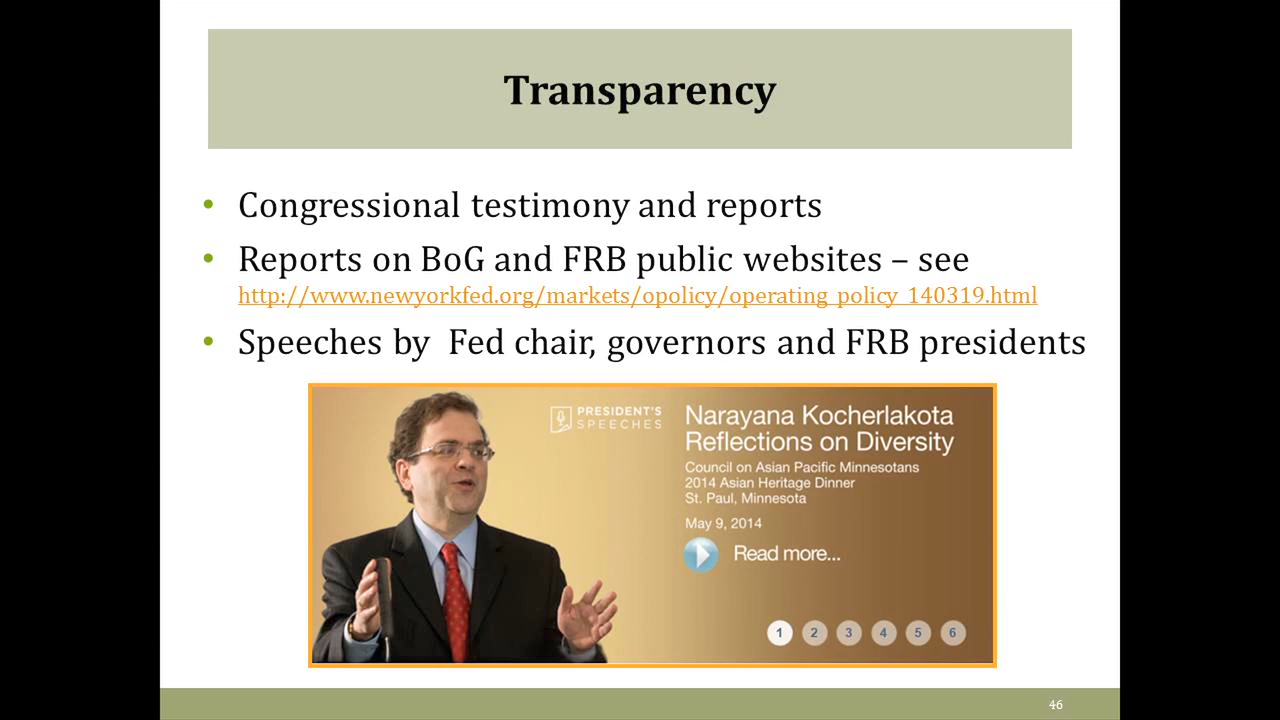 Transparency
• Congressional testimony and reports
• Reports on BoG and FRB public websites – see
http://www.newyorkfed.org/markets/opolicy/operating_policy_140319.html
• Speeches by  Fed chair, governors and FRB presidents
PRESIDENT'S
SPEECHES
Narayana Kocherlakota
Reflections on Diversity
Council on Asian Pacific Minnesotans
2014 Asian Heritage Dinner
St. Paul, Minnesota
May 9, 2014
Read more...
1 2 3 4 5 6
46